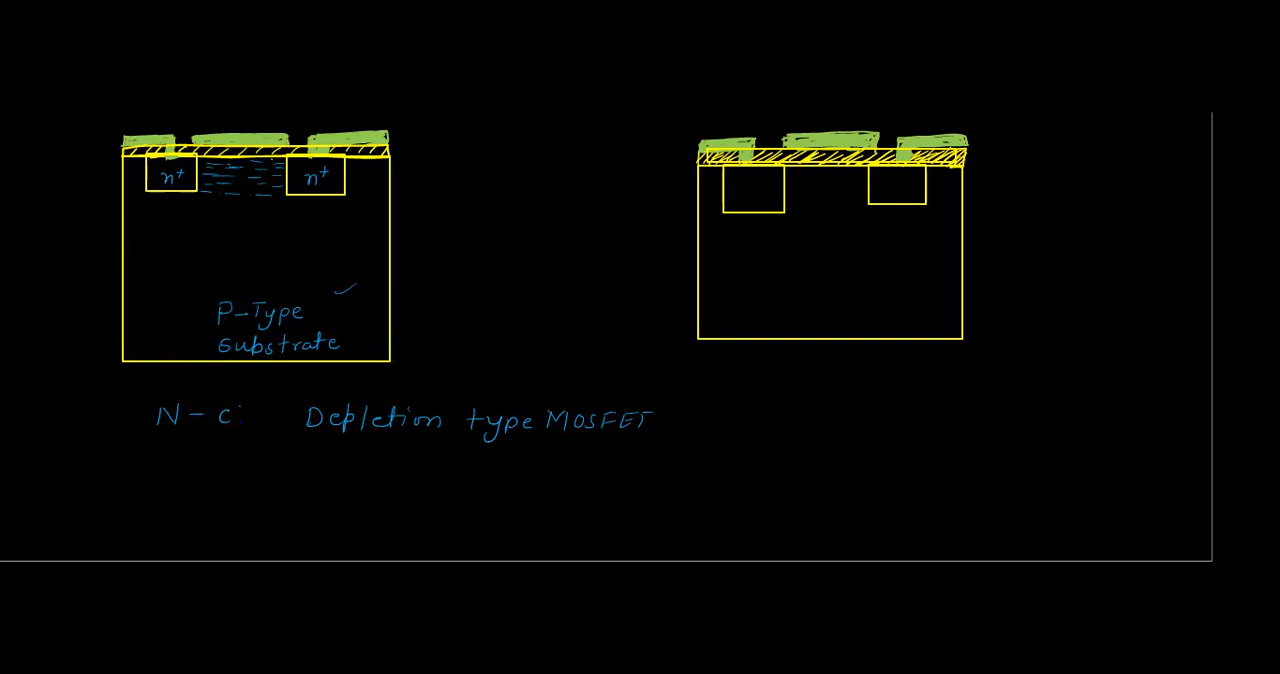 n+ n+
P-Type
substrate
N-c: Depletion type MOSFET